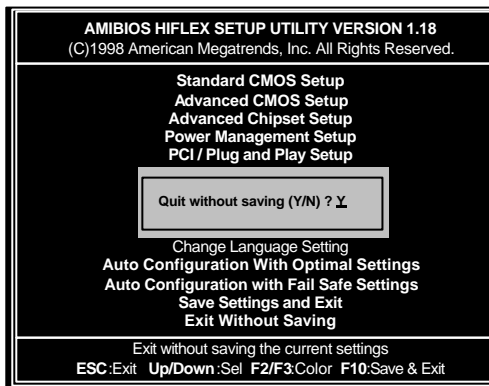 AMIBIOS HIFLEX SETUP UTILITY VERSION 1.18
(C)1998 American Megatrends, Inc. All Rights Reserved.
Standard CMOS Setup
Advanced CMOS Setup
Advanced Chipset Setup
Power Management Setup
PCI / Plug and Play Setup
Quit without saving (Y/N) ? Y
Change Language Setting
Auto Configuration With Optimal Settings
Auto Configuration with Fail Safe Settings
Save Settings and Exit
Exit Without Saving
Exit without saving the current settings
ESC:Exit Up/Down:Sel F2/F3:Color F10:Save & Exit